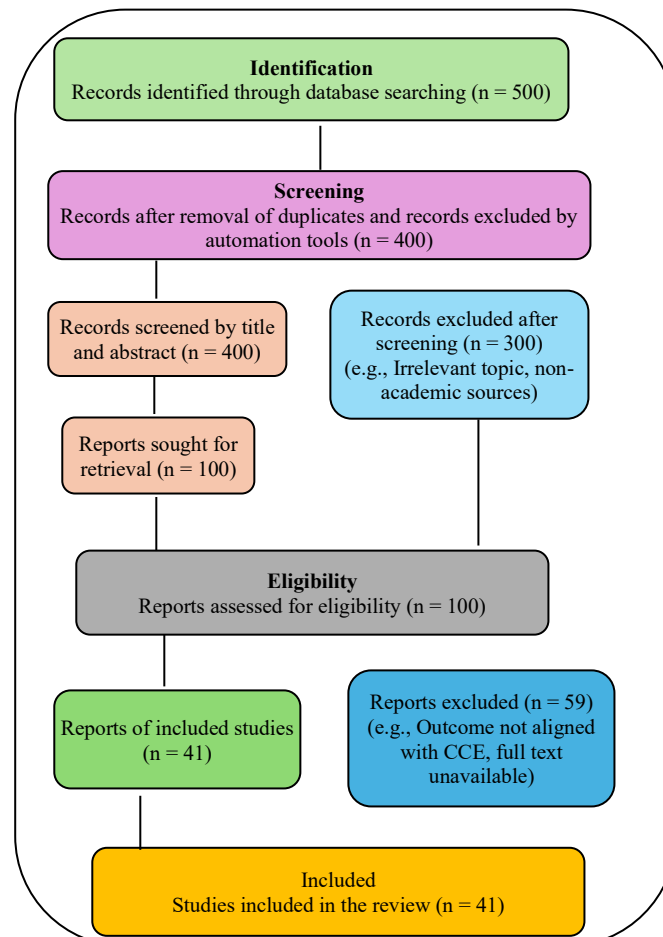 Identification
Records identified through database searching (n = 500)
Screening
Records after removal of duplicates and records excluded by
automation tools (n = 400)
Records screened by title
and abstract (n = 400)
Records excluded after
screening (n = 300)
(e.g., Irrelevant topic, non-
academic sources)
Reports sought for
retrieval (n = 100)
Eligibility
Reports assessed for eligibility (n = 100)
Reports of included studies
(n = 41)
Reports excluded (n = 59)
(e.g., Outcome not aligned
with CCE, full text
unavailable)
Included
Studies included in the review (n = 41)